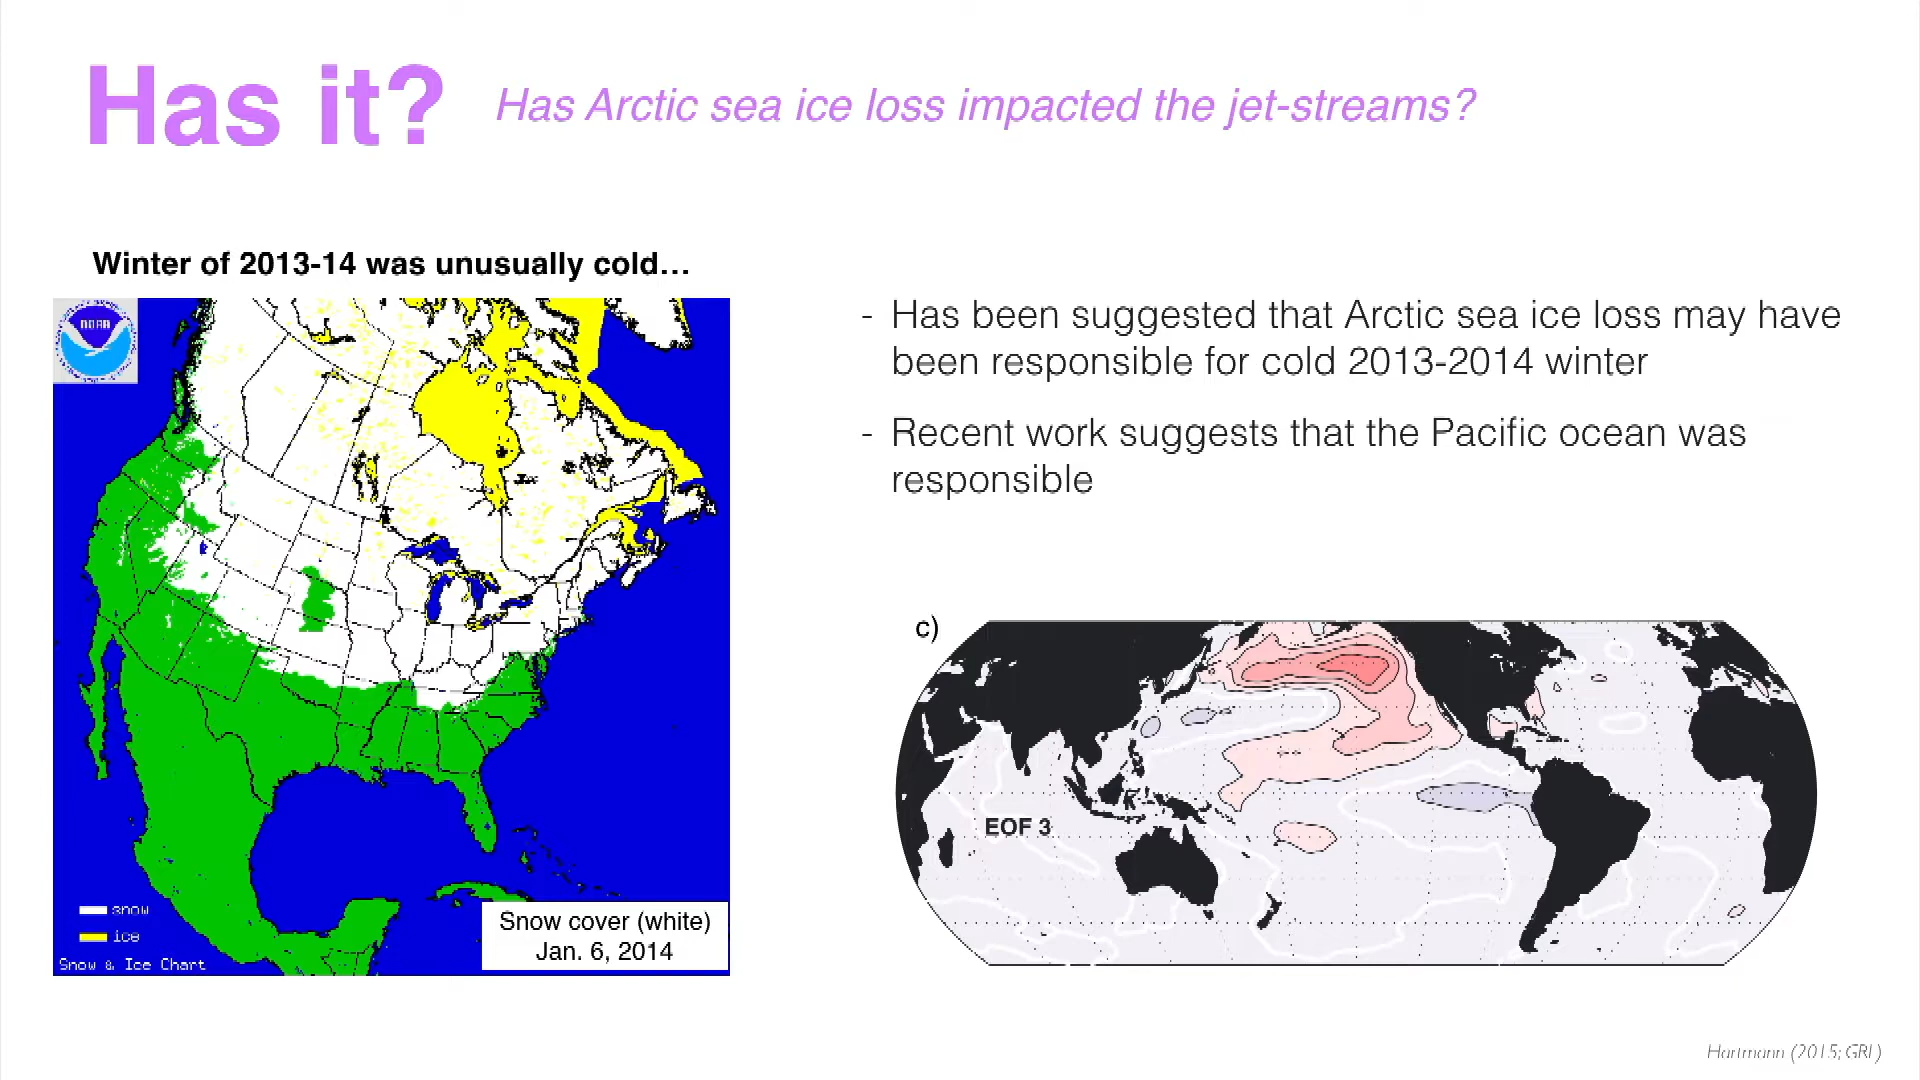 Has it?
Has Arctic sea ice loss impacted the jet-streams?
Winter of 2013-14 was unusually cold…
NOAA
snow
ice
Snow & Ice Chart
Snow cover (white)
Jan. 6, 2014
- Has been suggested that Arctic sea ice loss may have
been responsible for cold 2013-2014 winter
- Recent work suggests that the Pacific ocean was
responsible
c)
EOF 3
Hartmann (2015; GRL)